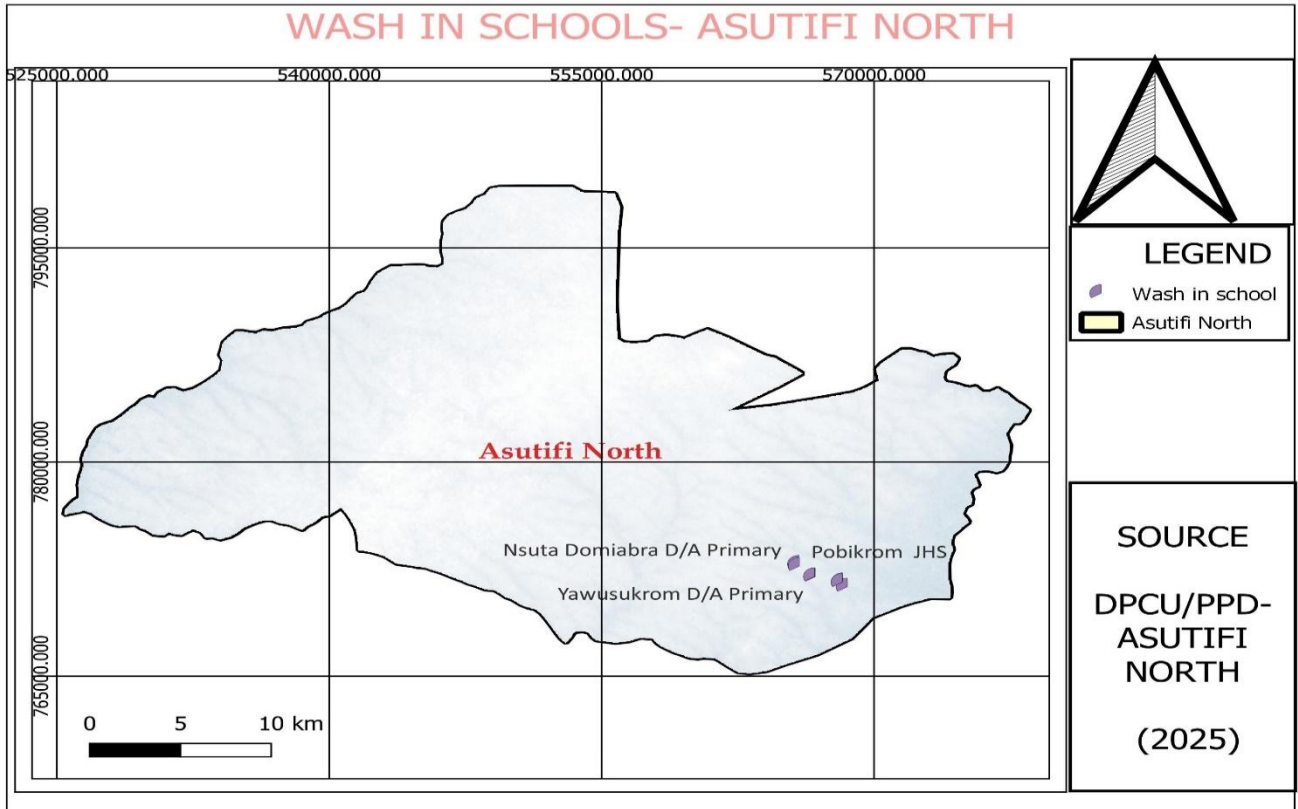 WASH IN SCHOOLS- ASUTIFI NORTH
525000.000 540000.000 555000.000 570000.000
795000.000
780000.000
765000.000
Asutifi North
Nsuta Domiabra D/A Primary
Pobikrom JHS
Yawusukrom D/A Primary
0 5 10 km
LEGEND
Wash in school
Asutifi North
SOURCE
DPCU/PPD-
ASUTIFI
NORTH
(2025)